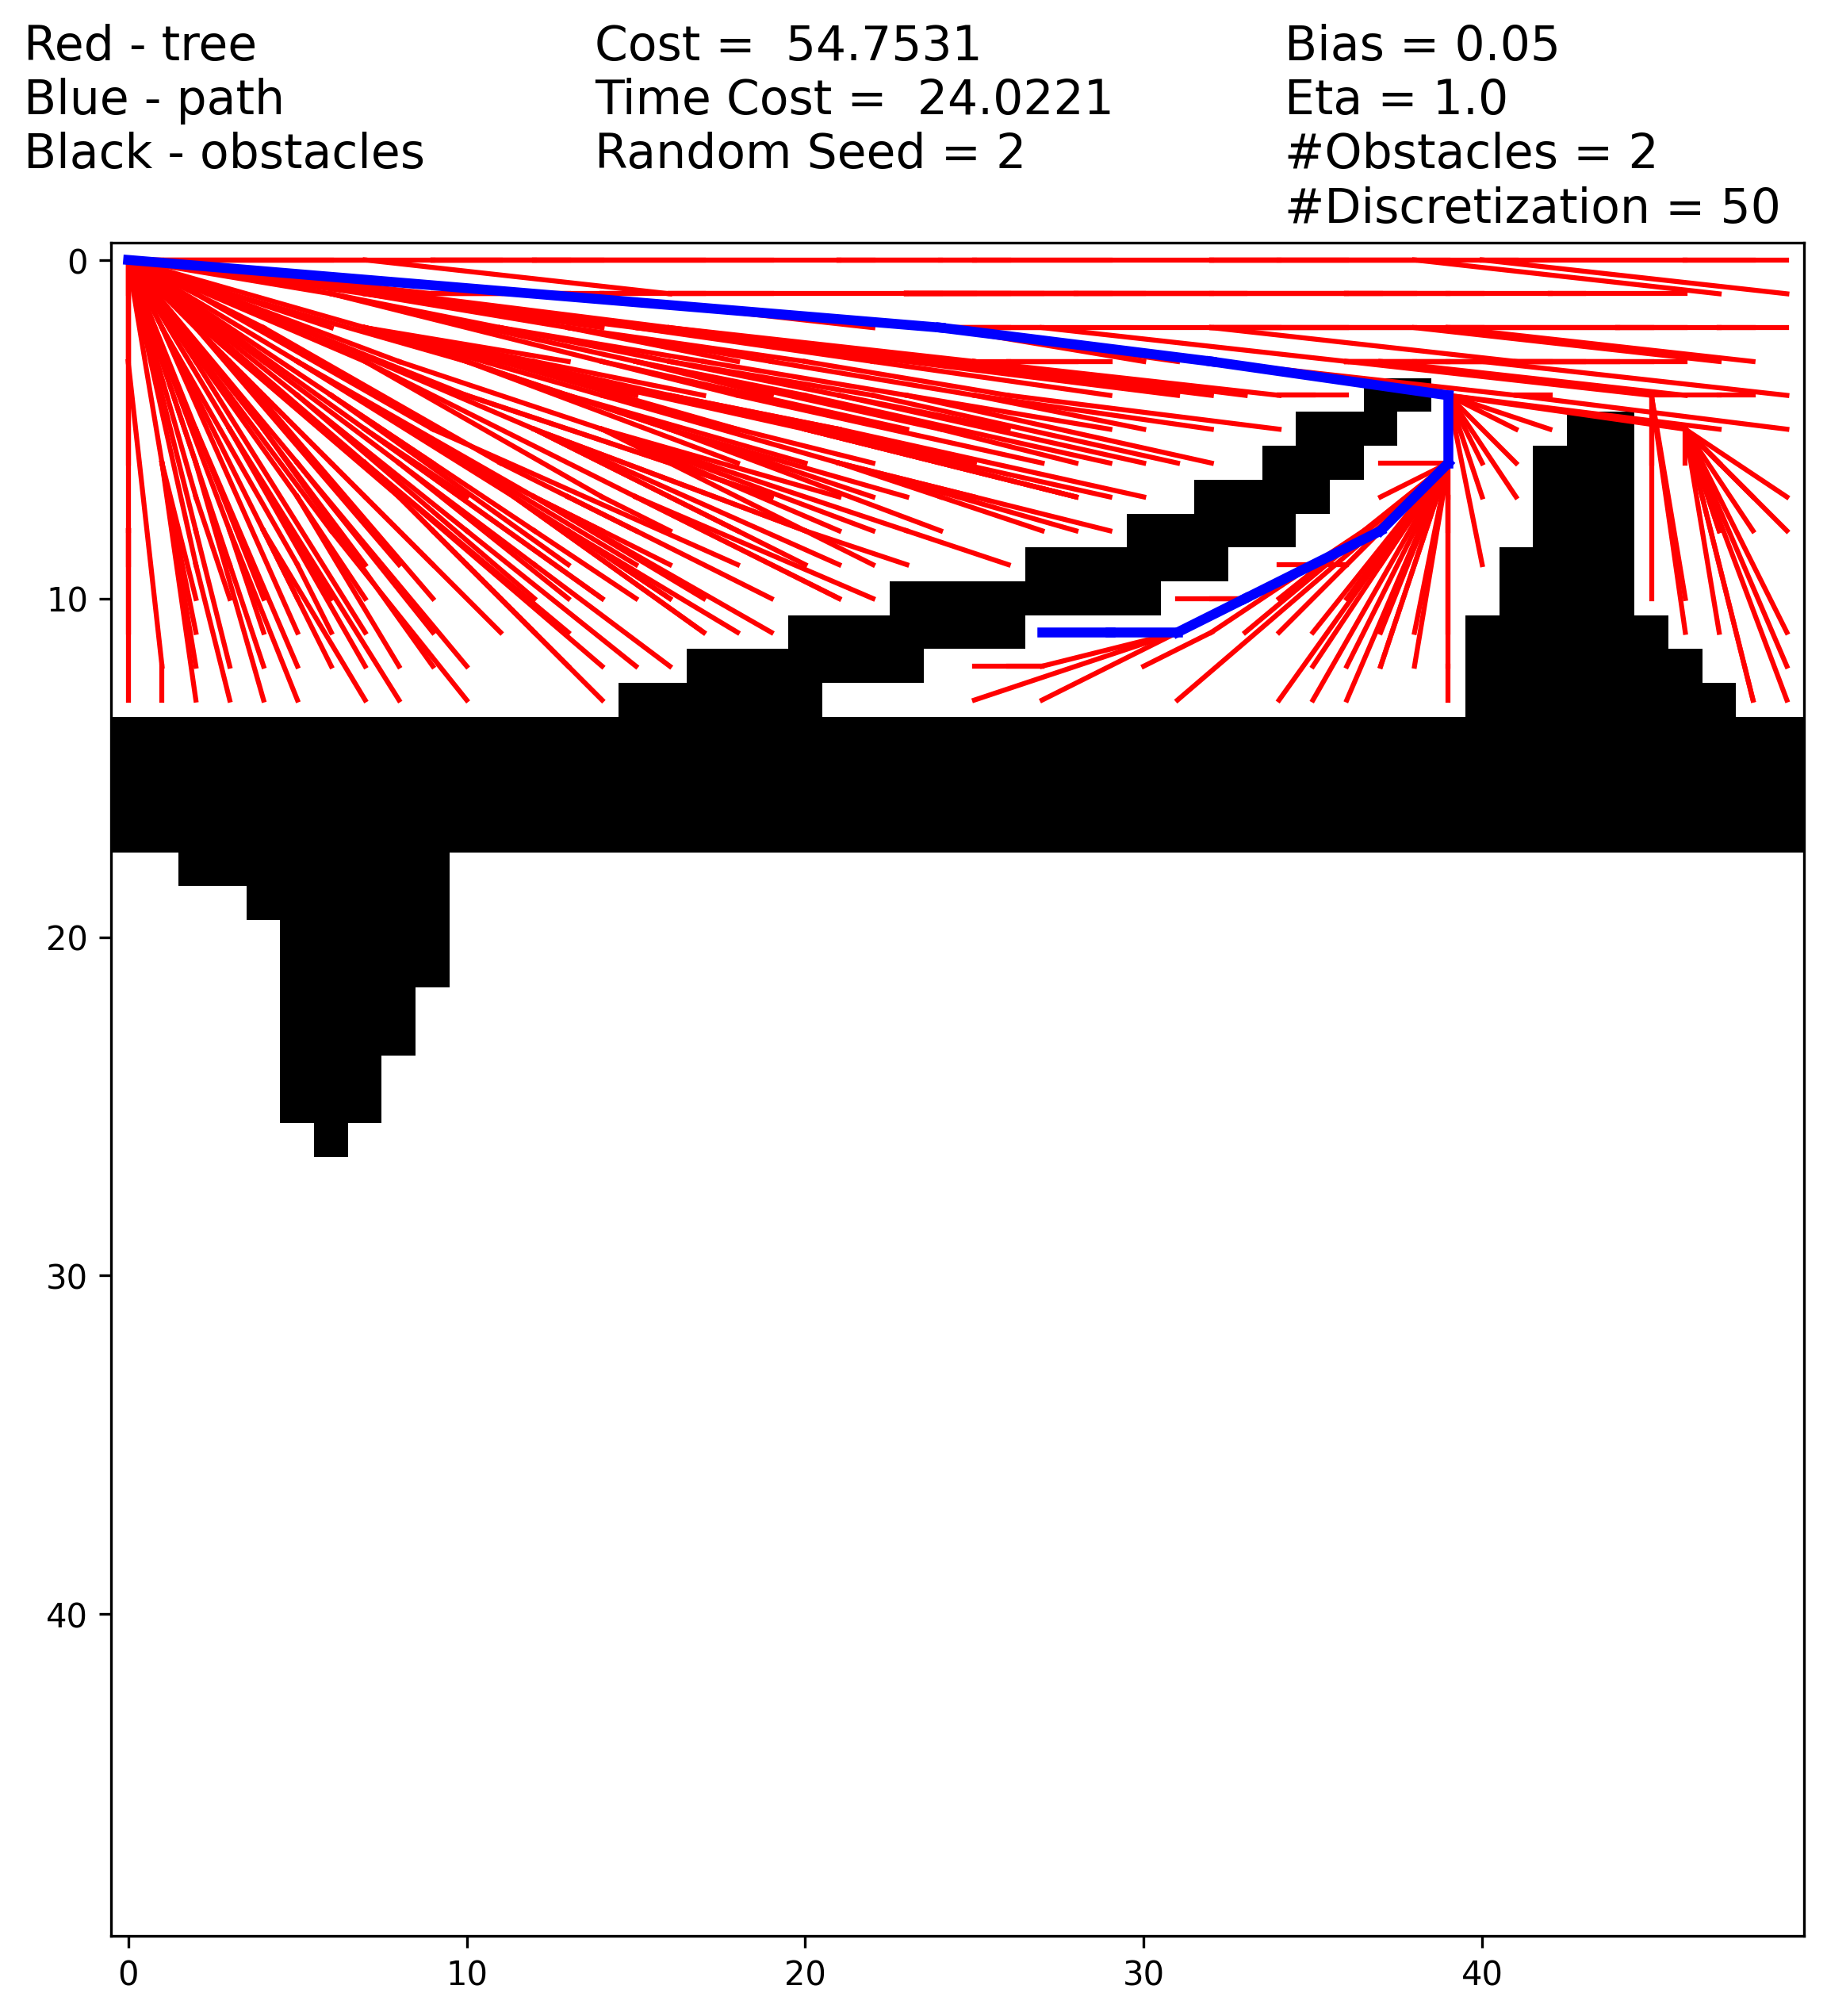 Red - tree
Blue - path
Black - obstacles
Cost =  54.7531
Time Cost =  24.0221
Random Seed = 2
Bias = 0.05
Eta = 1.0
#Obstacles = 2
#Discretization = 50
0
10
20
30
40
0 10 20 30 40